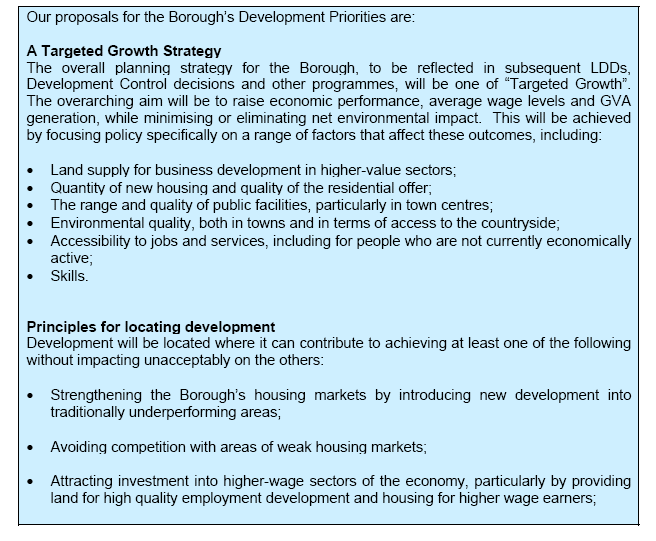 Our proposals for the Borough's Development Priorities are:
A Targeted Growth Strategy
The overall planning strategy for the Borough, to be reflected in subsequent LDDs,
Development Control decisions and other programmes, will be one of “Targeted Growth”.
The overarching aim will be to raise economic performance, average wage levels and GVA
generation, while minimising or eliminating net environmental impact. This will be achieved
by focusing policy specifically on a range of factors that affect these outcomes, including:
• Land supply for business development in higher-value sectors;
• Quantity of new housing and quality of the residential offer;
• The range and quality of public facilities, particularly in town centres;
• Environmental quality, both in towns and in terms of access to the countryside;
• Accessibility to jobs and services, including for people who are not currently economically
active;
• Skills.
Principles for locating development
Development will be located where it can contribute to achieving at least one of the following
without impacting unacceptably on the others:
• Strengthening the Borough's housing markets by introducing new development into
traditionally underperforming areas;
• Avoiding competition with areas of weak housing markets;
• Attracting investment into higher-wage sectors of the economy, particularly by providing
land for high quality employment development and housing for higher wage earners;